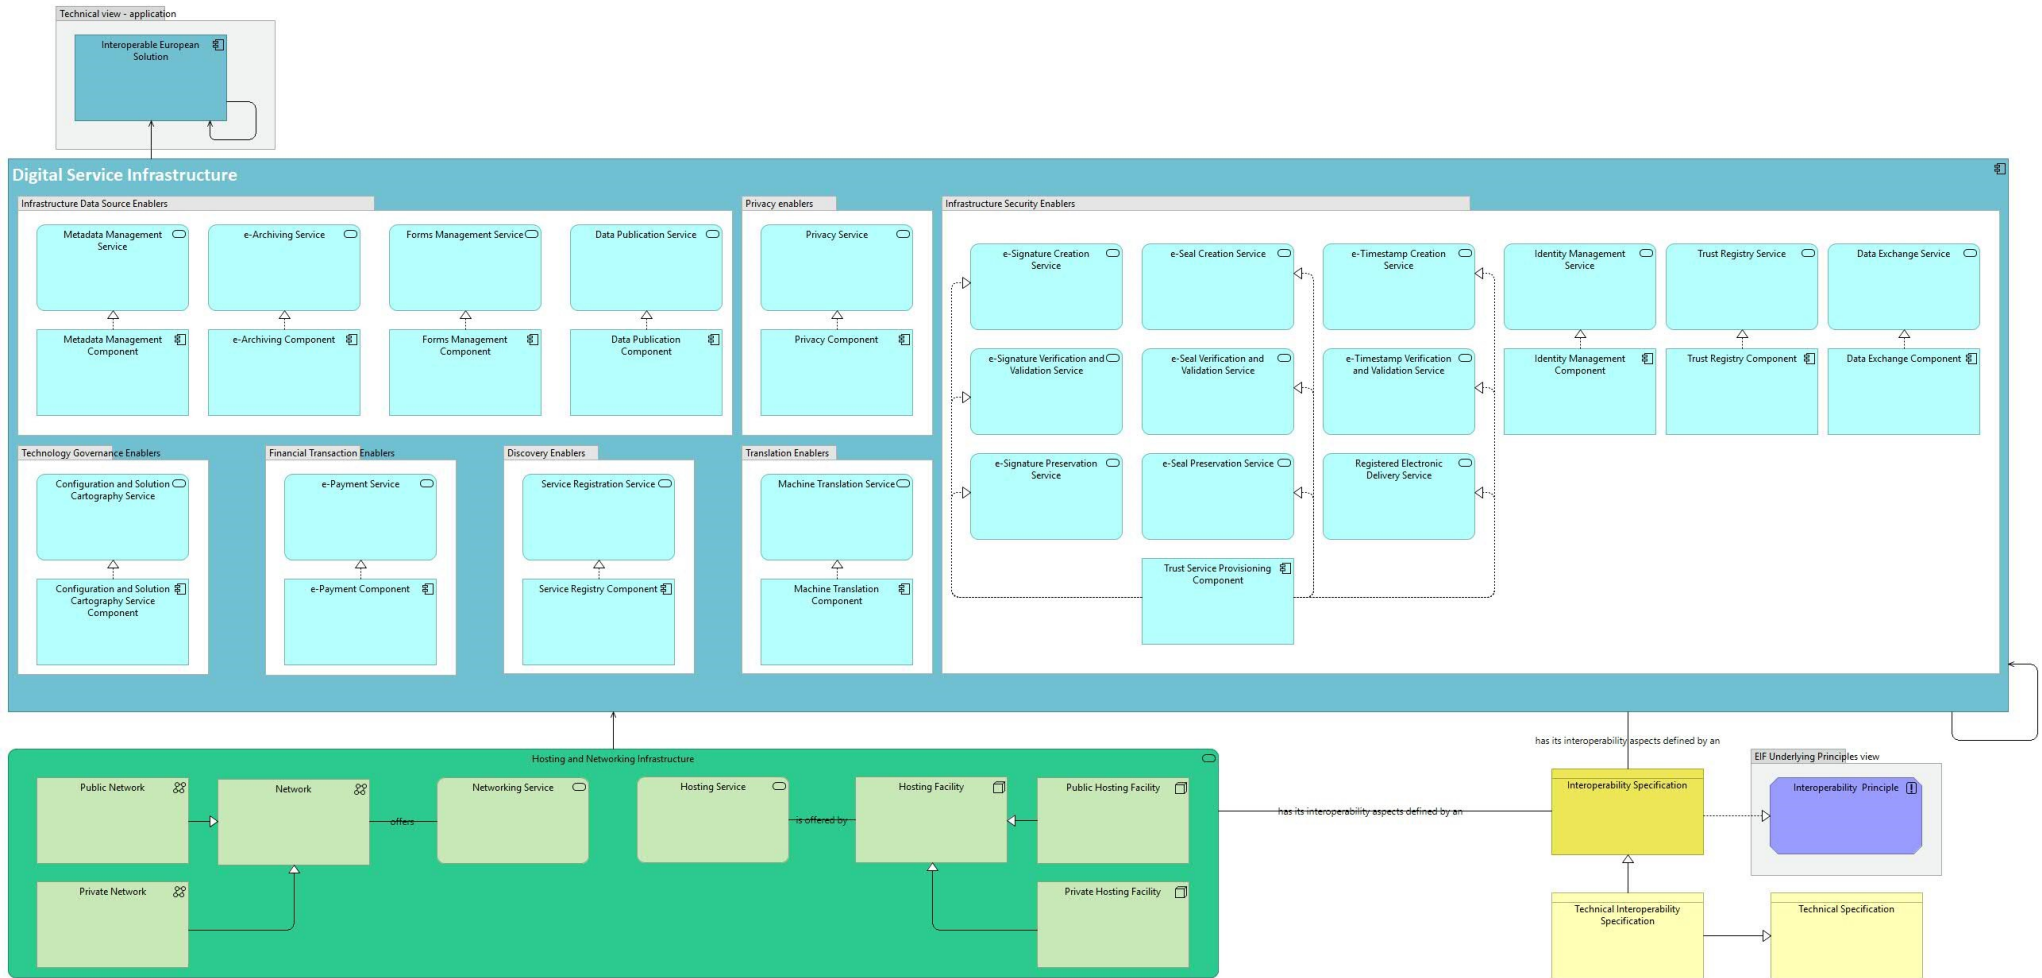 Technical view - application
Interoperable European
Solution
Digital Service Infrastructure
Infrastructure Data Source Enablers
Metadata Management
Service
e-Archiving Service
Forms Management Service
Data Publication Service
Metadata Management
Component
e-Archiving Component
Forms Management
Component
Data Publication
Component
Privacy enablers
Privacy Service
Privacy Component
Infrastructure Security Enablers
e-Signature Creation
Service
e-Seal Creation Service
e-Timestamp Creation
Service
Identity Management
Service
Trust Registry Service
Data Exchange Service
e-Signature Verification and
Validation Service
e-Seal Verification and
Validation Service
e-Timestamp Verification
and Validation Service
Identity Management
Component
Trust Registry Component
Data Exchange Component
e-Signature Preservation
Service
e-Seal Preservation Service
Registered Electronic
Delivery Service
Trust Service Provisioning
Component
Technology Governance Enablers
Configuration and Solution
Cartography Service
Configuration and Solution
Cartography Service
Component
Financial Transaction Enablers
e-Payment Service
e-Payment Component
Discovery Enablers
Service Registration Service
Service Registry Component
Translation Enablers
Machine Translation Service
Machine Translation
Component
Hosting and Networking Infrastructure
Public Network
Network
offers
Networking Service
Hosting Service
is offered by
Hosting Facility
Public Hosting Facility
Private Network
Private Hosting Facility
has its interoperability aspects defined by an
has its interoperability aspects defined by an
Interoperability Specification
EIF Underlying Principles view
Interoperability Principle
Technical Interoperability
Specification
Technical Specification